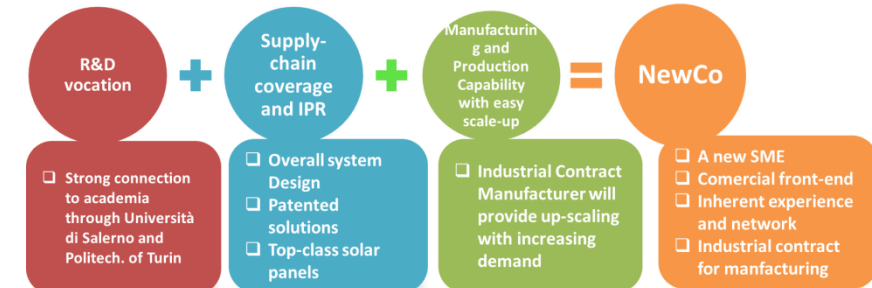 R&D
vocation
Supply-
chain
coverage
and IPR
Manufacturin
g and
Production
Capability
with easy
scale-up
NewCo
❑ Strong connection
to academia
through Università
di Salerno and
Politech. of Turin
❑ Overall system
Design
❑ Patented
solutions
❑ Top-class solar
panels
❑ Industrial Contract
Manufacturer will
provide up-scaling
with increasing
demand
❑ A new SME
❑ Comercial front-end
❑ Inherent experience
and network
❑ Industrial contract
for manfacturing